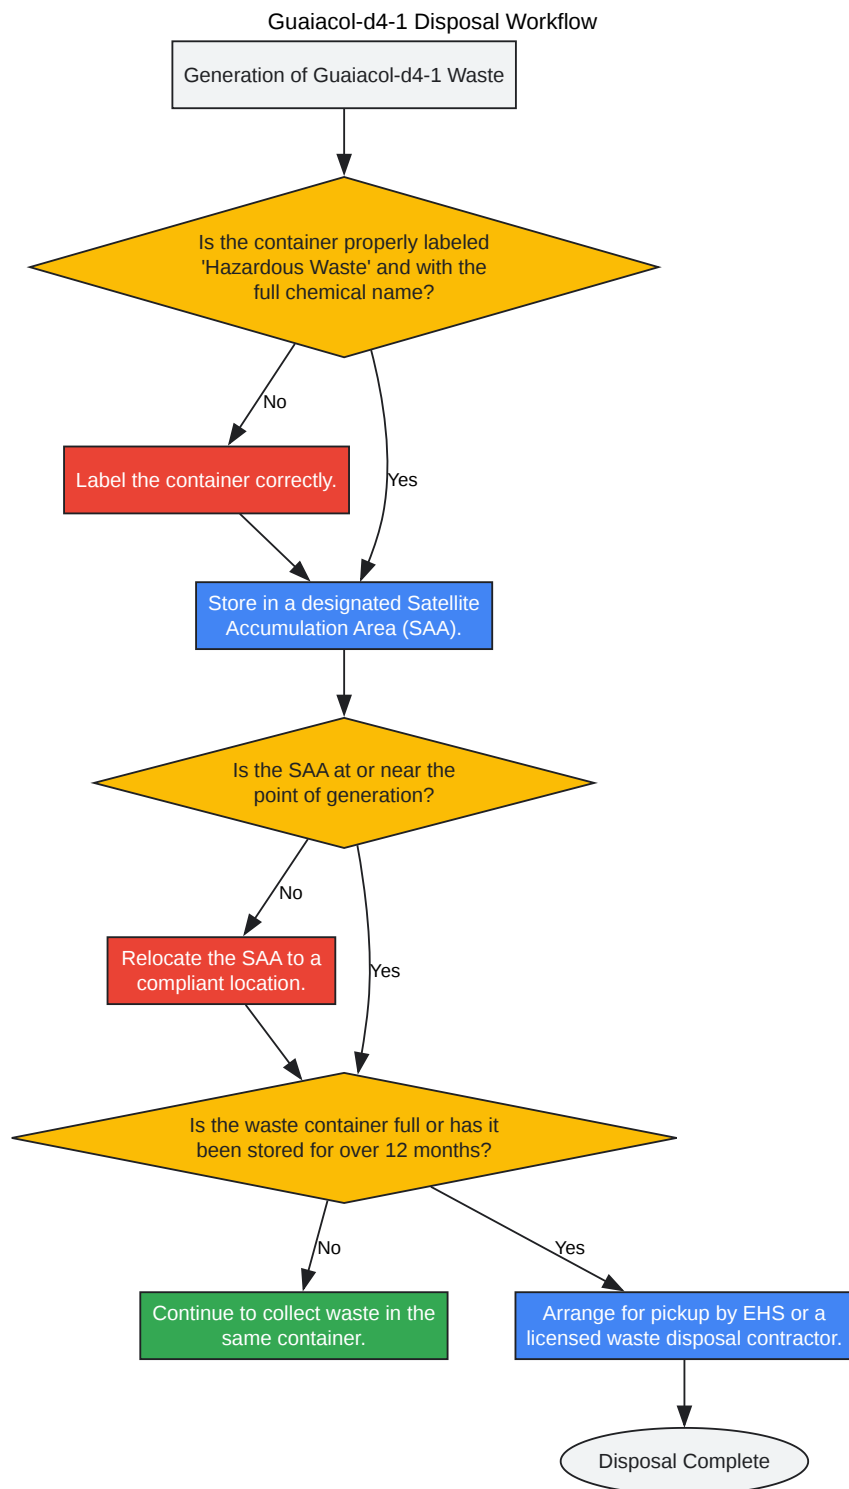 Guaiacol-d4-1 Disposal Workflow
Generation of Guaiacol-d4-1 Waste
Is the container properly labeled
'Hazardous Waste' and with the
full chemical name?
No
Yes
Label the container correctly.
Store in a designated Satellite
Accumulation Area (SAA).
Is the SAA at or near the
point of generation?
No
Yes
Relocate the SAA to a
compliant location.
Is the waste container full or has it
been stored for over 12 months?
No
Yes
Continue to collect waste in the
same container.
Arrange for pickup by EHS or a
licensed waste disposal contractor.
Disposal Complete